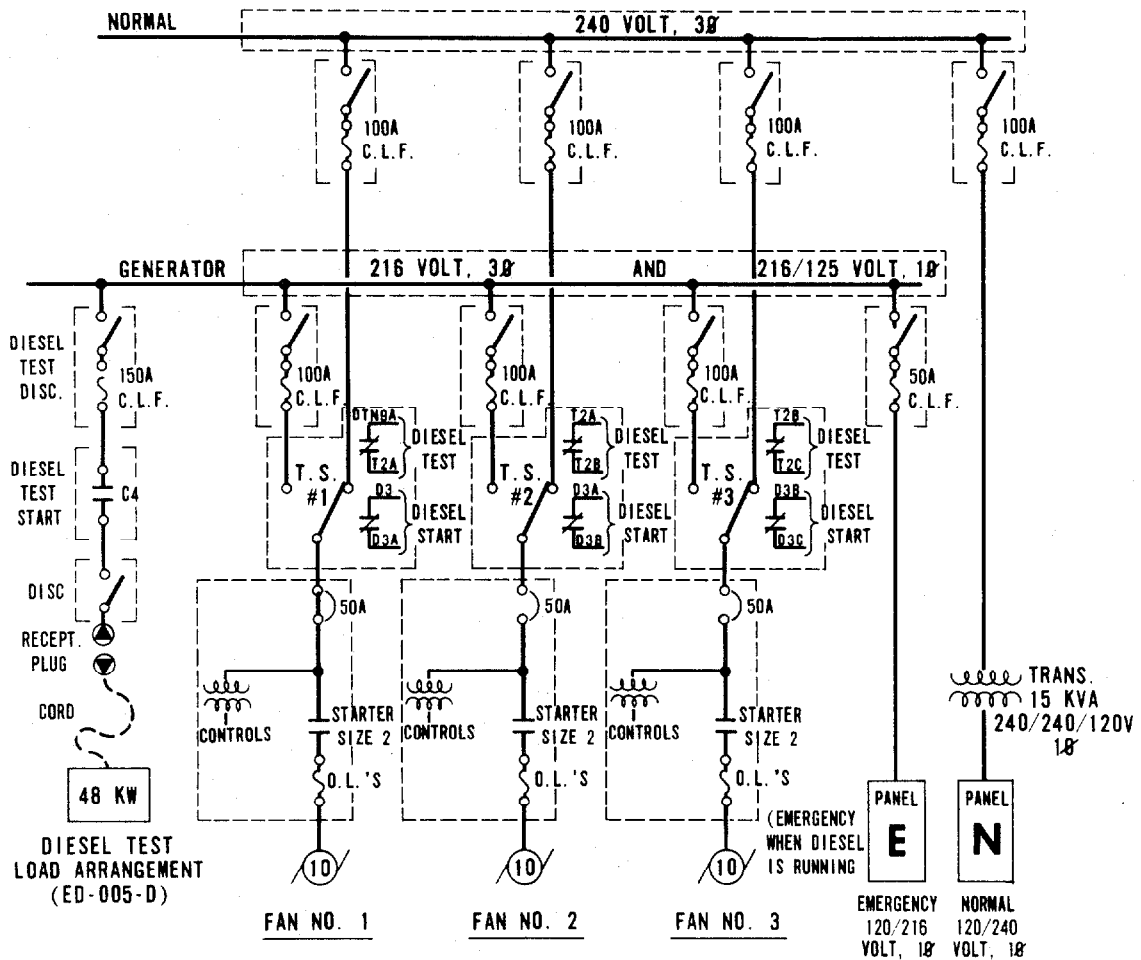 NORMAL
240 VOLT, 3Ø
100A
C.L.F.
100A
C.L.F.
100A
C.L.F.
100A
C.L.F.
GENERATOR
216 VOLT, 3Ø AND 216/125 VOLT, 1Ø
DIESEL
TEST
DISC.
150A
C.L.F.
100A
C.L.F.
100A
C.L.F.
100A
C.L.F.
50A
C.L.F.
DIESEL
TEST
START
C4
DISC
RECEPT.
PLUG
CORD
48 KW
DIESEL TEST
LOAD ARRANGEMENT
(ED-005-D)
T. S.
#1
DTN9A
T2A
DIESEL
TEST
D3
D3A
DIESEL
START
T. S.
#2
T2A
T2B
DIESEL
TEST
D3A
D3B
DIESEL
START
T. S.
#3
T2B
T2C
DIESEL
TEST
D3B
D3C
DIESEL
START
50A
CONTROLS
STARTER
SIZE 2
O.L.'S
10
FAN NO. 1
50A
CONTROLS
STARTER
SIZE 2
O.L.'S
10
FAN NO. 2
50A
CONTROLS
STARTER
SIZE 2
O.L.'S
10
FAN NO. 3
(EMERGENCY
WHEN DIESEL
IS RUNNING
PANEL
E
EMERGENCY
120/216
VOLT, 1Ø
TRANS.
15 KVA
240/240/120V
1Ø
PANEL
N
NORMAL
120/240
VOLT, 1Ø